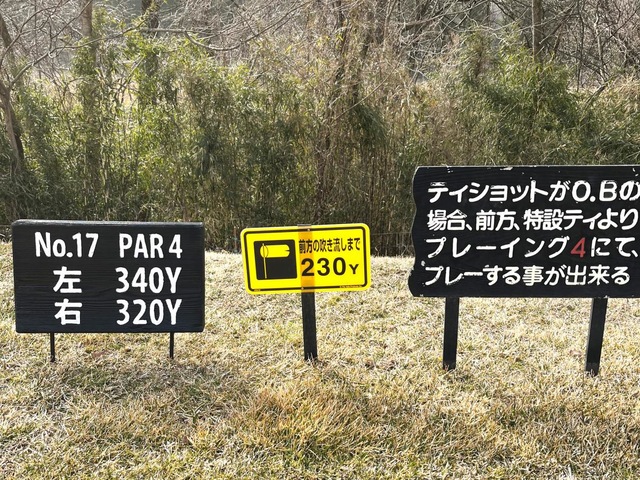 No.17 PAR 4
左 340Y
右 320Y
前方の吹き流しまで
230Y
ティショットがO.Bの
場合、前方、特設ティより
プレーイング4にて、
プレーする事が出来る